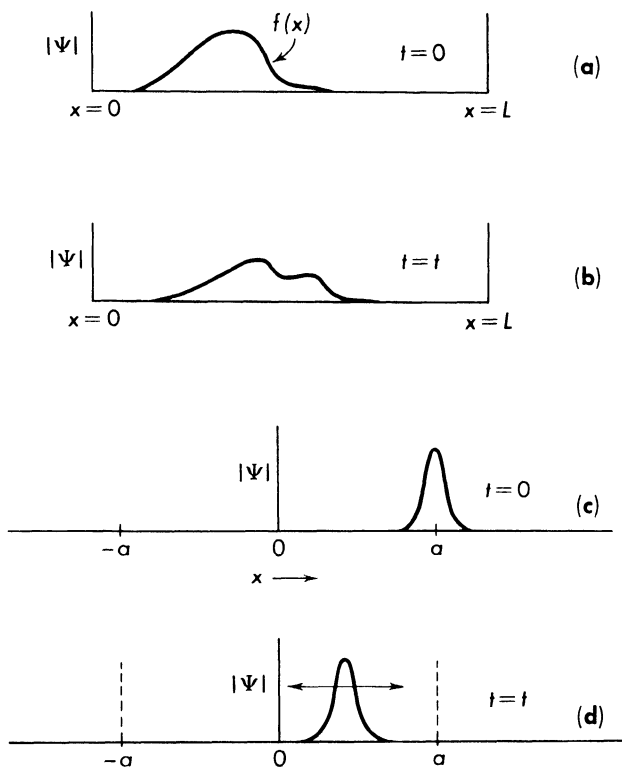 f(x)
|Ψ|
t=0
(a)
x=0
x=L
|Ψ|
t=t
(b)
x=0
x=L
|Ψ|
t=0
(c)
-a
0
a
x →
|Ψ|
t=t
(d)
-a
0
a